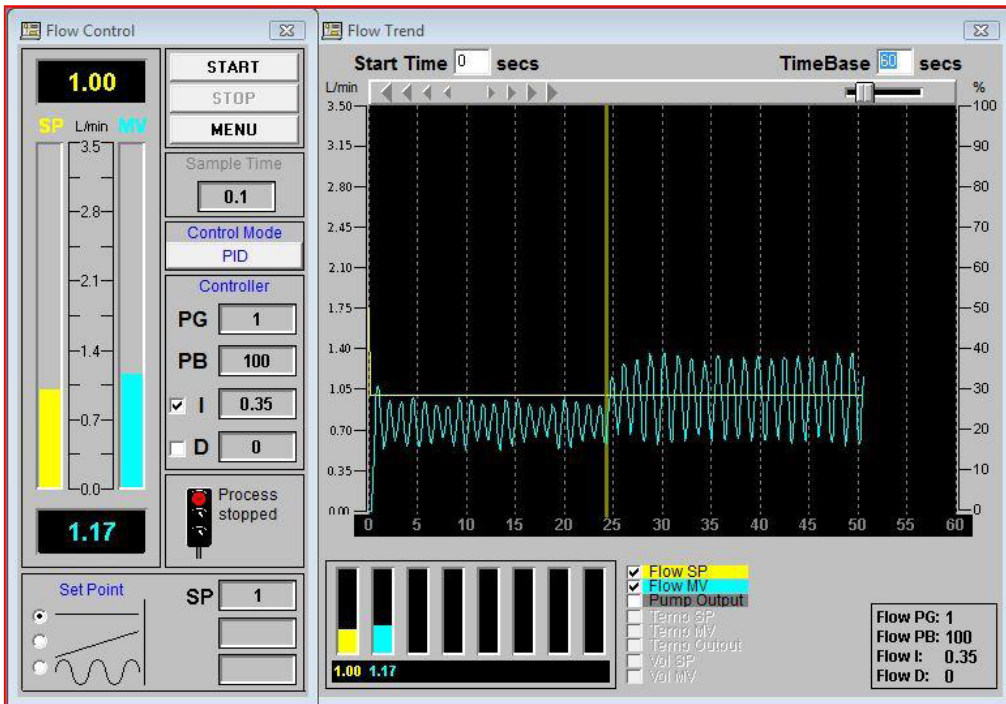 Flow Control
1.00
SP L/min MV
3.5
2.8
2.1
1.4
0.7
0.0
1.17
START
STOP
MENU
Sample Time
0.1
Control Mode
PID
Controller
PG 1
PB 100
I 0.35
D 0
Process
stopped
Set Point
SP 1
Flow Trend
Start Time 0 secs
TimeBase 60 secs
L/min
%
3.50
3.15
2.80
2.45
2.10
1.75
1.40
1.05
0.70
0.35
0.00
100
90
80
70
60
50
40
30
20
10
0
0 5 10 15 20 25 30 35 40 45 50 55 60
1.00 1.17
Flow SP
Flow MV
Pump Output
Temp SP
Temp MV
Temp Output
Vol SP
Vol MV
Flow PG: 1
Flow PB: 100
Flow I: 0.35
Flow D: 0